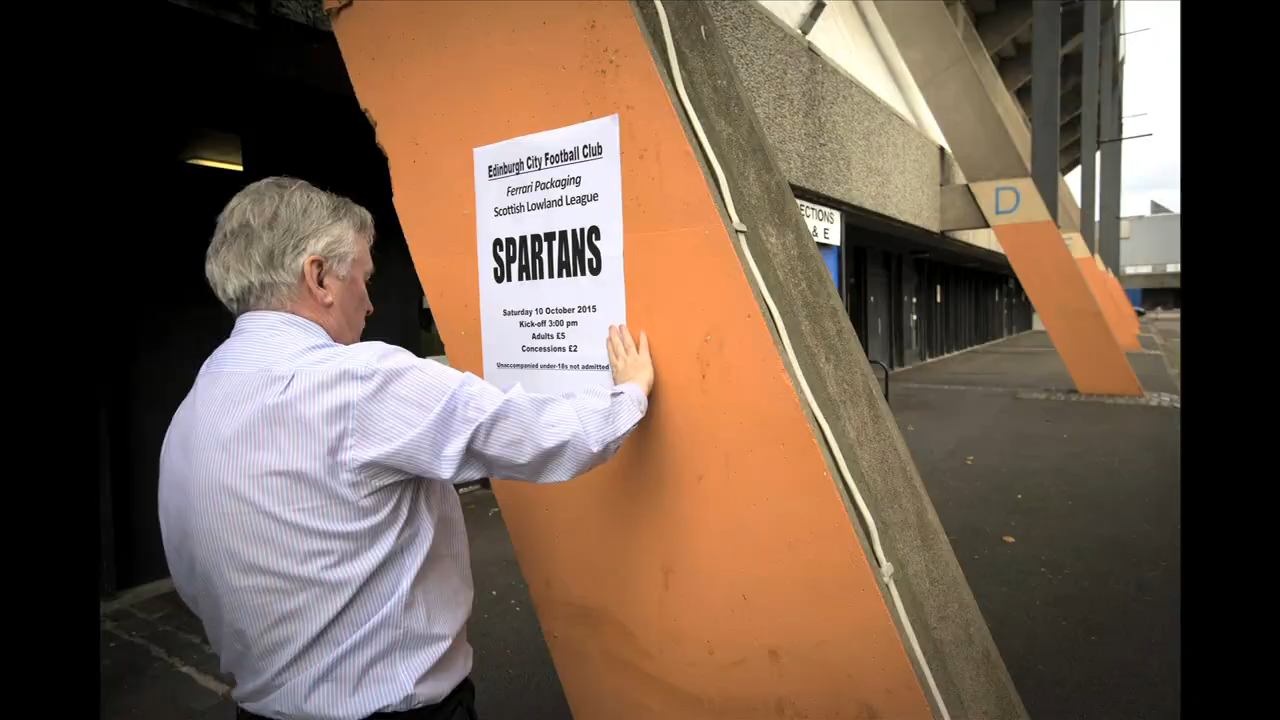 Edinburgh City Football Club
Ferrari Packaging
Scottish Lowland League
SPARTANS
Saturday 10 October 2015
Kick-off 3:00 pm
Adults £5
Concessions £2
Unaccompanied under-18s not admitted
ECTIONS
& E
D